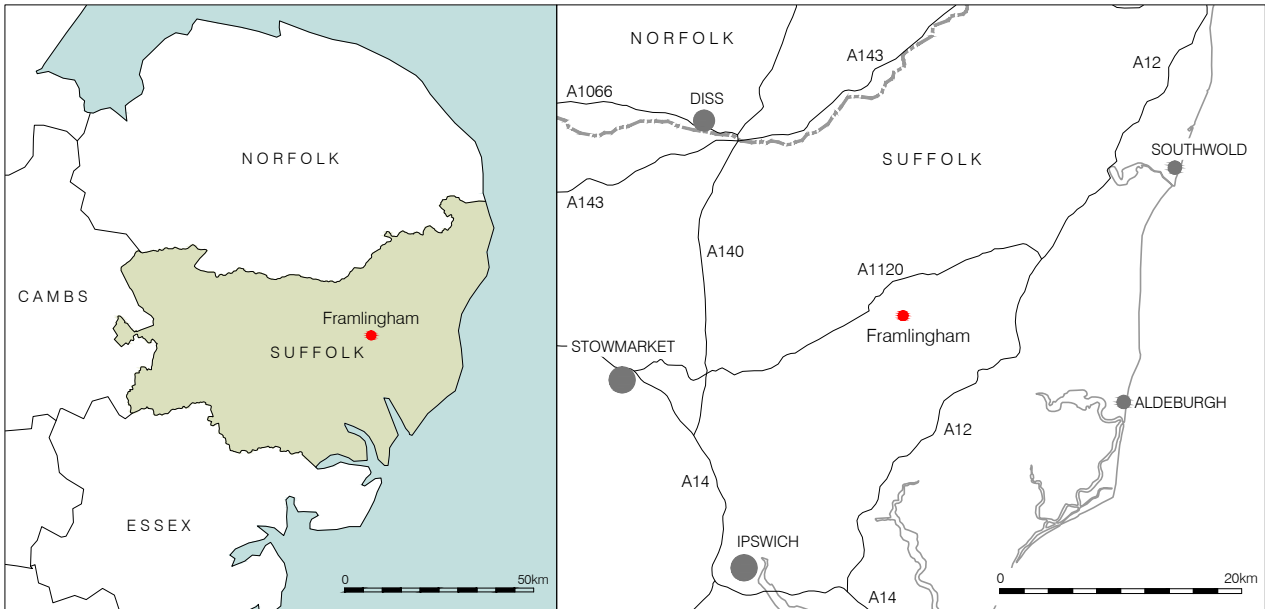 NORFOLK
CAMBS
Framlingham
SUFFOLK
ESSEX
0
50km
NORFOLK
A143
A12
A1066
DISS
SOUTHWOLD
SUFFOLK
A143
A140
A1120
Framlingham
STOWMARKET
ALDEBURGH
A12
A14
IPSWICH
A14
0
20km